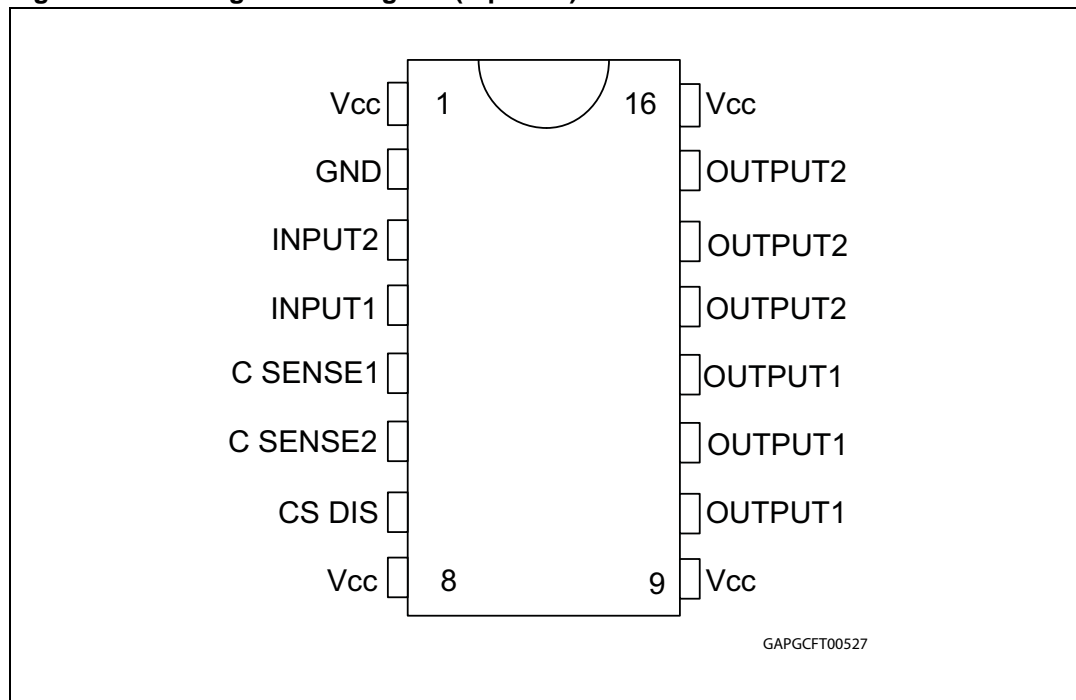 Vcc 1 16 Vcc
GND OUTPUT2
INPUT2 OUTPUT2
INPUT1 OUTPUT2
C SENSE1 OUTPUT1
C SENSE2 OUTPUT1
CS DIS OUTPUT1
Vcc 8 9 Vcc
GAPGCFT00527